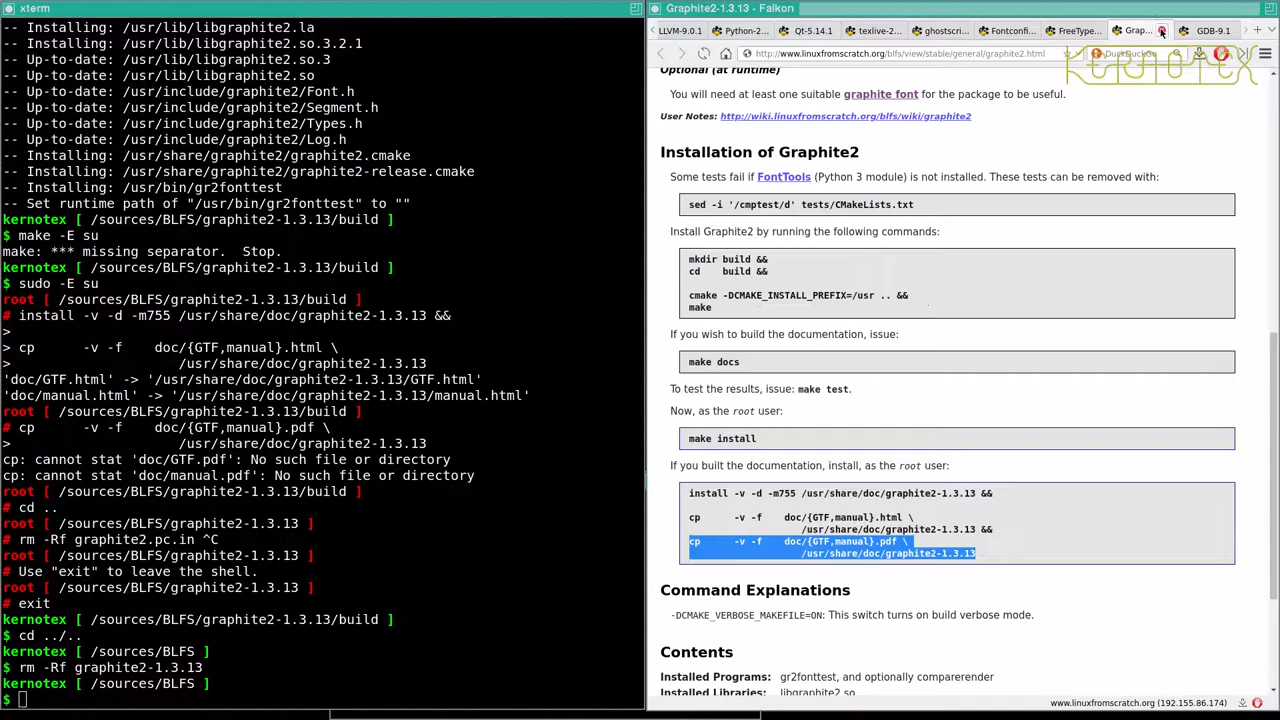 xterm
-- Installing: /usr/lib/libgraphite2.la
-- Installing: /usr/lib/libgraphite2.so.3.2.1
-- Up-to-date: /usr/lib/libgraphite2.so.3
-- Up-to-date: /usr/lib/libgraphite2.so
-- Up-to-date: /usr/include/graphite2/Font.h
-- Up-to-date: /usr/include/graphite2/Segment.h
-- Up-to-date: /usr/include/graphite2/Types.h
-- Up-to-date: /usr/include/graphite2/Log.h
-- Installing: /usr/share/graphite2/graphite2.cmake
-- Installing: /usr/share/graphite2/graphite2-release.cmake
-- Installing: /usr/bin/gr2fonttest
-- Set runtime path of "/usr/bin/gr2fonttest" to ""
kernotex [ /sources/BLFS/graphite2-1.3.13/build ]
$ make -E su
make: *** missing separator.  Stop.
kernotex [ /sources/BLFS/graphite2-1.3.13/build ]
$ sudo -E su
root [ /sources/BLFS/graphite2-1.3.13/build ]
# install -v -d -m755 /usr/share/doc/graphite2-1.3.13 &&
>
> cp      -v -f    doc/{GTF,manual}.html \
>                     /usr/share/doc/graphite2-1.3.13
'doc/GTF.html' -> '/usr/share/doc/graphite2-1.3.13/GTF.html'
'doc/manual.html' -> '/usr/share/doc/graphite2-1.3.13/manual.html'
root [ /sources/BLFS/graphite2-1.3.13/build ]
# cp      -v -f    doc/{GTF,manual}.pdf \
>                     /usr/share/doc/graphite2-1.3.13
cp: cannot stat 'doc/GTF.pdf': No such file or directory
cp: cannot stat 'doc/manual.pdf': No such file or directory
root [ /sources/BLFS/graphite2-1.3.13/build ]
# cd ..
root [ /sources/BLFS/graphite2-1.3.13 ]
# rm -Rf graphite2.pc.in ^C
root [ /sources/BLFS/graphite2-1.3.13 ]
# Use "exit" to leave the shell.
root [ /sources/BLFS/graphite2-1.3.13 ]
# exit
kernotex [ /sources/BLFS/graphite2-1.3.13/build ]
$ cd ../..
kernotex [ /sources/BLFS ]
$ rm -Rf graphite2-1.3.13
kernotex [ /sources/BLFS ]
$
Graphite2-1.3.13 - Falkon
LLVM-9.0.1 Python-2... Qt-5.14.1 texlive-2... ghostscri... Fontconfi... FreeType... Grap... GDB-9.1
http://www.linuxfromscratch.org/blfs/view/stable/general/graphite2.html DuckDuckGo
KERNOTEX
Optional (at runtime)
You will need at least one suitable graphite font for the package to be useful.
User Notes: http://wiki.linuxfromscratch.org/blfs/wiki/graphite2
Installation of Graphite2
Some tests fail if FontTools (Python 3 module) is not installed. These tests can be removed with:
sed -i '/cmptest/d' tests/CMakeLists.txt
Install Graphite2 by running the following commands:
mkdir build &&
cd    build &&
cmake -DCMAKE_INSTALL_PREFIX=/usr .. &&
make
If you wish to build the documentation, issue:
make docs
To test the results, issue: make test.
Now, as the root user:
make install
If you built the documentation, install, as the root user:
install -v -d -m755 /usr/share/doc/graphite2-1.3.13 &&
cp      -v -f    doc/{GTF,manual}.html \
/usr/share/doc/graphite2-1.3.13 &&
cp      -v -f    doc/{GTF,manual}.pdf \
/usr/share/doc/graphite2-1.3.13
Command Explanations
-DCMAKE_VERBOSE_MAKEFILE=ON: This switch turns on build verbose mode.
Contents
Installed Programs: gr2fonttest, and optionally comparerender
Installed Libraries: libgraphite2.so
www.linuxfromscratch.org (192.155.86.174)